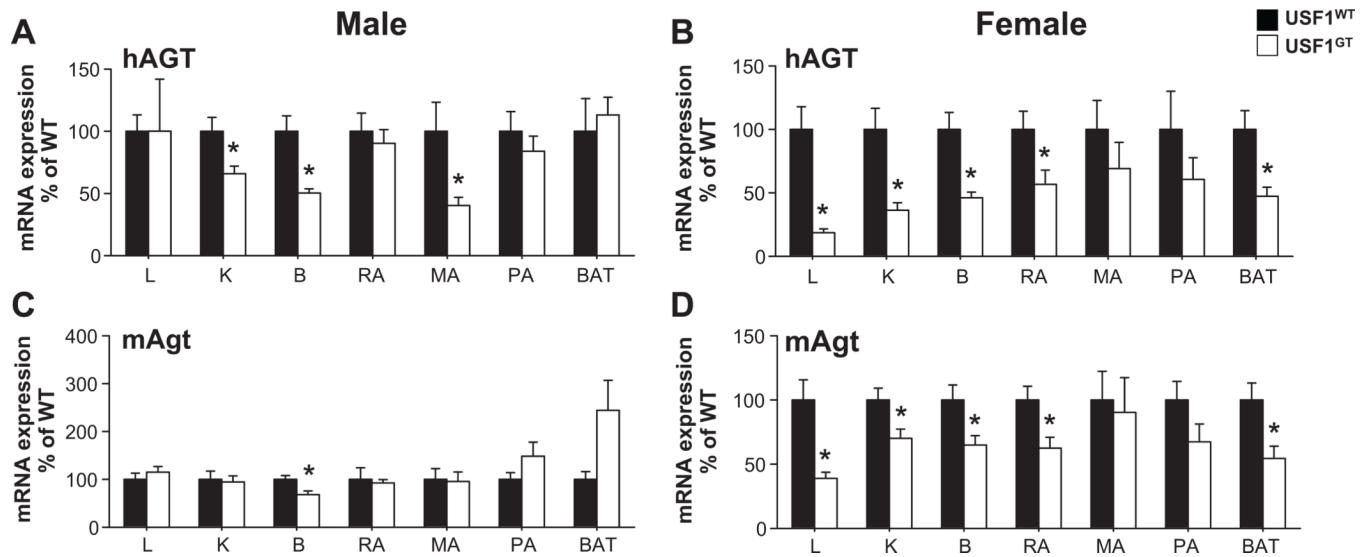 Male
Female
USF1WT
USF1GT
A
hAGT
mRNA expression
% of WT
150
100
50
0
*
*
*
L K B RA MA PA BAT
B
hAGT
mRNA expression
% of WT
150
100
50
0
*
*
*
*
*
L K B RA MA PA BAT
C
mAgt
mRNA expression
% of WT
400
300
200
100
0
*
L K B RA MA PA BAT
D
mAgt
mRNA expression
% of WT
150
100
50
0
*
*
*
*
*
L K B RA MA PA BAT